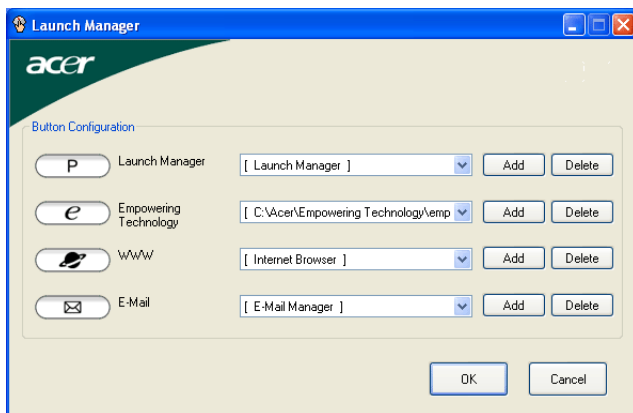 Launch Manager
acer
Button Configuration
P Launch Manager [ Launch Manager ] Add Delete
e Empowering
Technology [ C:\Acer\Empowering Technology\emp Add Delete
WWW [ Internet Browser ] Add Delete
E-Mail [ E-Mail Manager ] Add Delete
OK Cancel